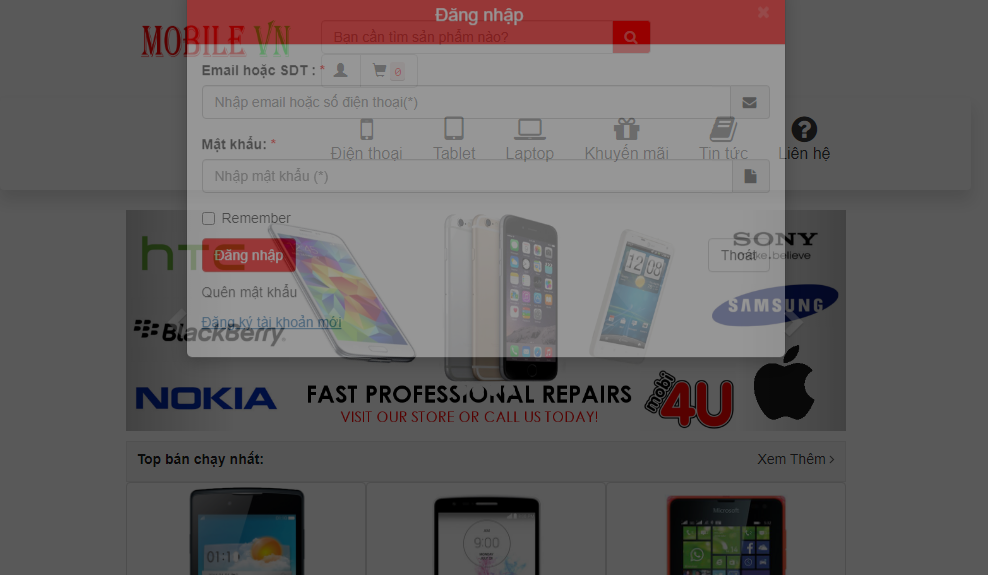 Đăng nhập
×
MOBILE VN
Bạn cần tìm sản phẩm nào?
Email hoặc SDT : *
0
Nhập email hoặc số điện thoại(*)
Mật khẩu: *
Điện thoại Tablet Laptop Khuyến mãi Tin tức Liên hệ
Nhập mật khẩu (*)
Remember
hTC
SONY
Đăng nhập
Thoát
make.believe
12:08
Quên mật khẩu
SAMSUNG
Đăng ký tài khoản mới
BlackBerry
NOKIA
FAST PROFESSIONAL REPAIRS
VISIT OUR STORE OR CALL US TODAY!
mobi
4U
Top bán chạy nhất:
Xem Thêm ›
Microsoft
9:00